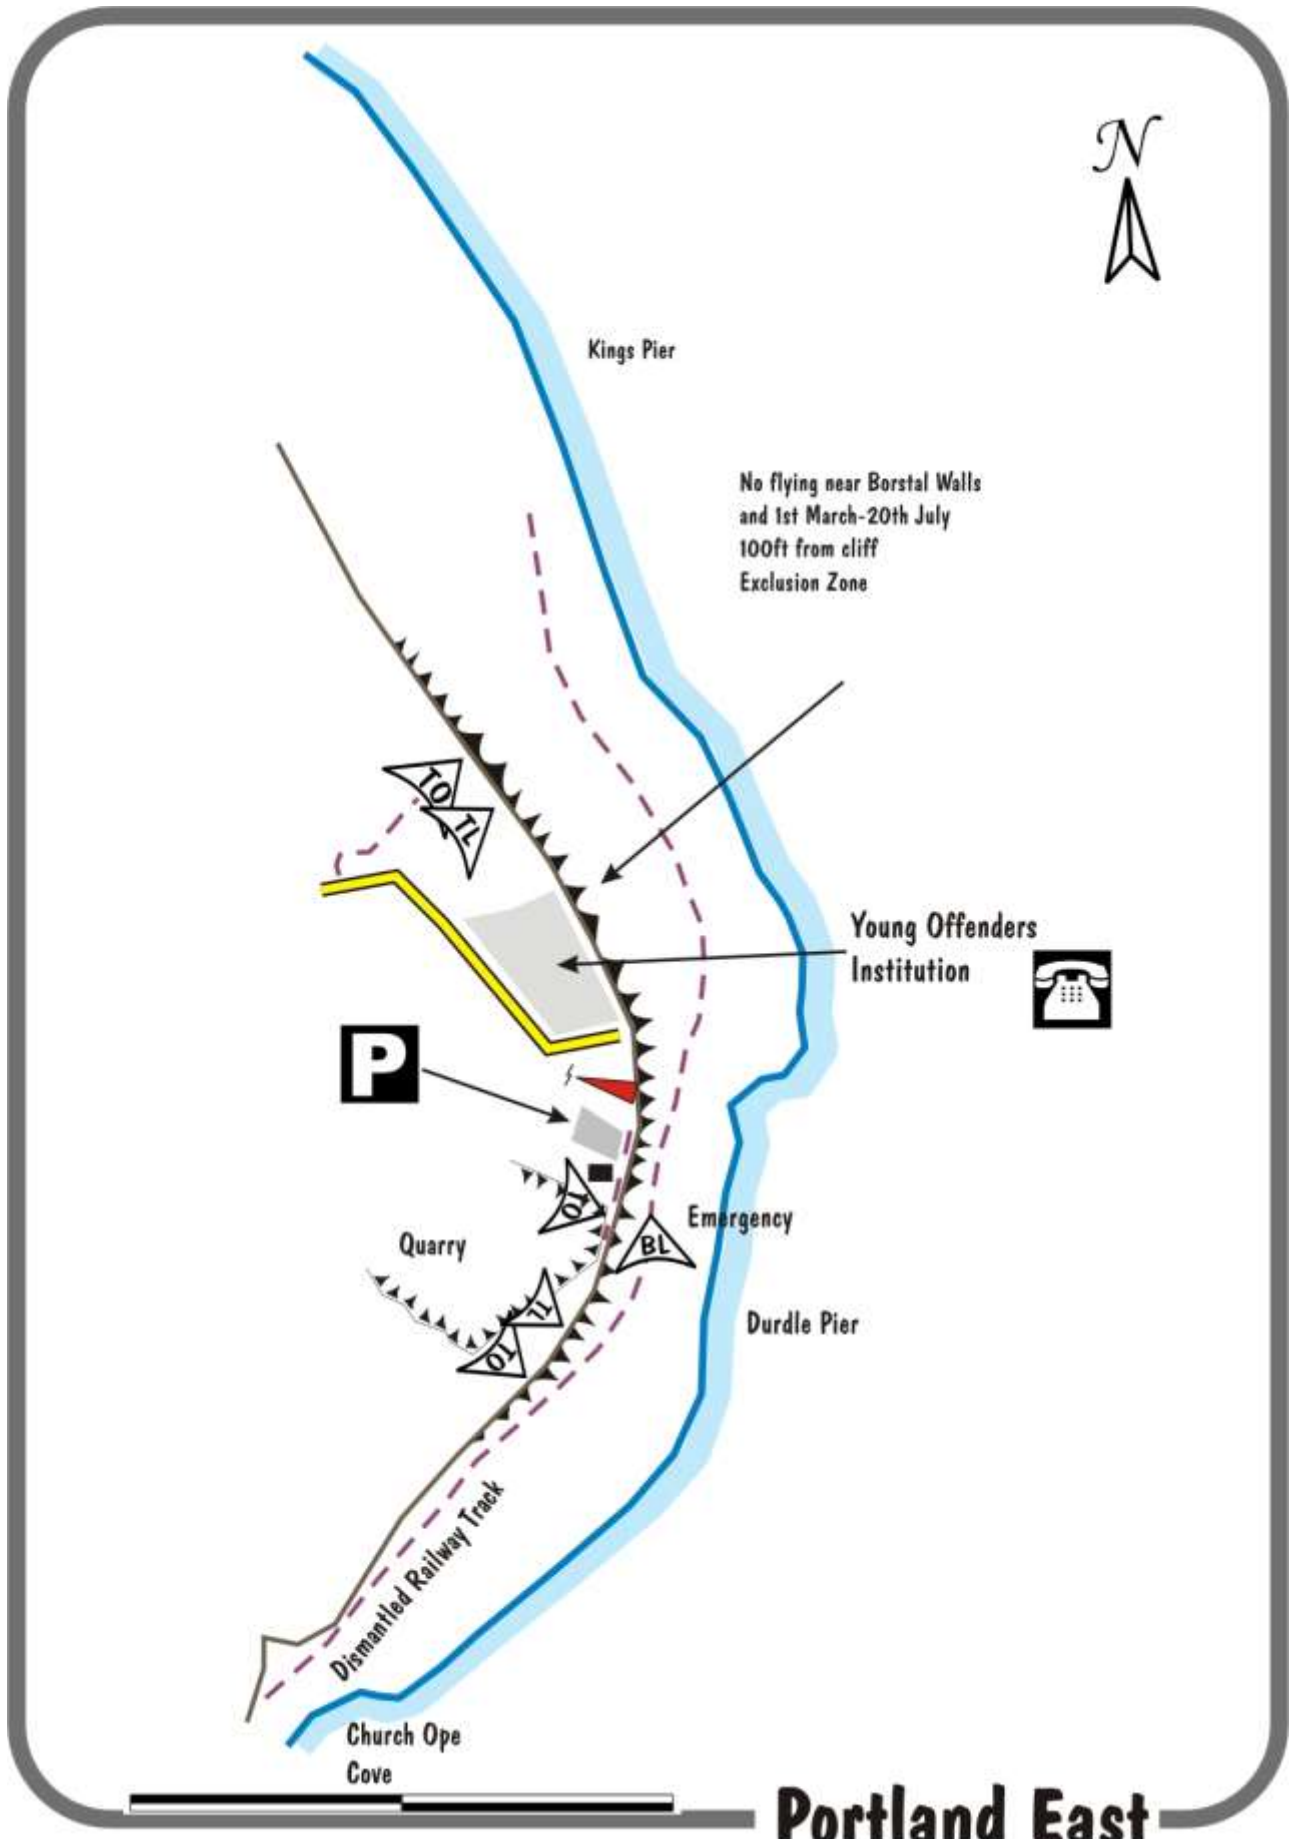 N
Kings Pier
No flying near Borstal Walls
and 1st March-20th July
100ft from cliff
Exclusion Zone
TO
TL
Young Offenders
Institution
P
TO
Emergency
BL
Quarry
TL
TO
Durdle Pier
Dismantled Railway Track
Church Ope
Cove
Portland East